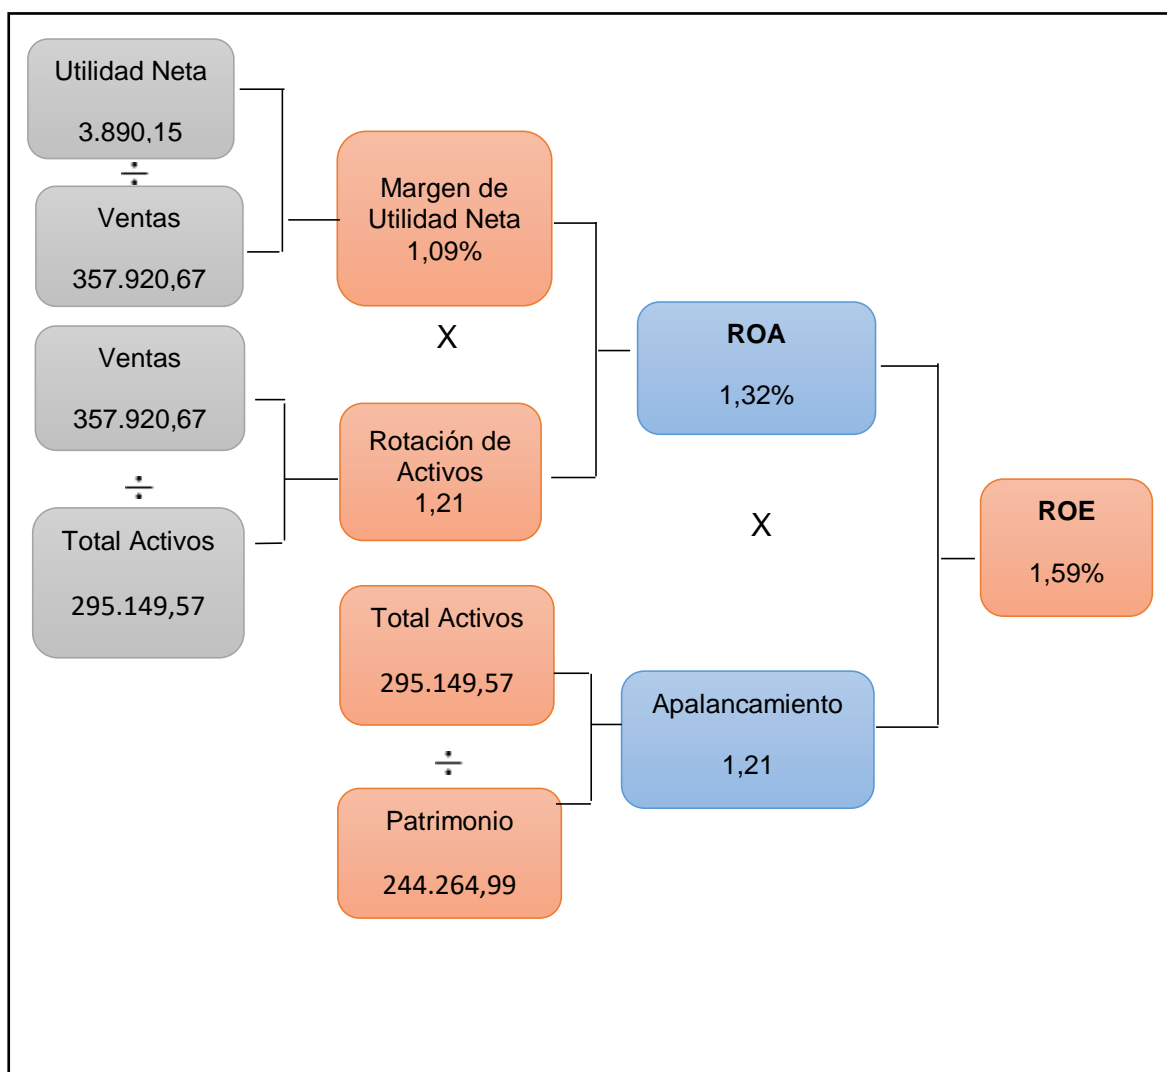 Utilidad Neta
3.890,15
÷
Ventas
357.920,67
Ventas
357.920,67
÷
Total Activos
295.149,57
Margen de
Utilidad Neta
1,09%
X
Rotación de
Activos
1,21
Total Activos
295.149,57
÷
Patrimonio
244.264,99
ROA
1,32%
X
Apalancamiento
1,21
ROE
1,59%